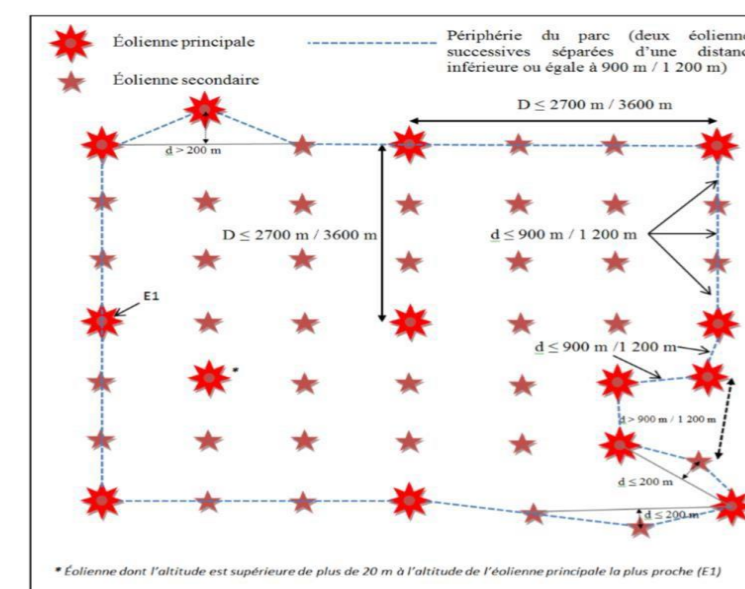 Éolienne principale
Éolienne secondaire
Périphérie du parc (deux
successives séparées d'une
inférieure ou égale à 900 m / 1 200 m)
D ≤ 2700 m / 3600 m
d > 200 m
D ≤ 2700 m / 3600 m
d ≤ 900 m / 1 200 m
E1
d ≤ 900 m /1 200 m
*
d > 900 m / 1 200 m
d ≤ 200 m
d ≤ 200 m
* Éolienne dont l'altitude est supérieure de plus de 20 m à l'altitude de l'éolienne principale la plus proche (E1)